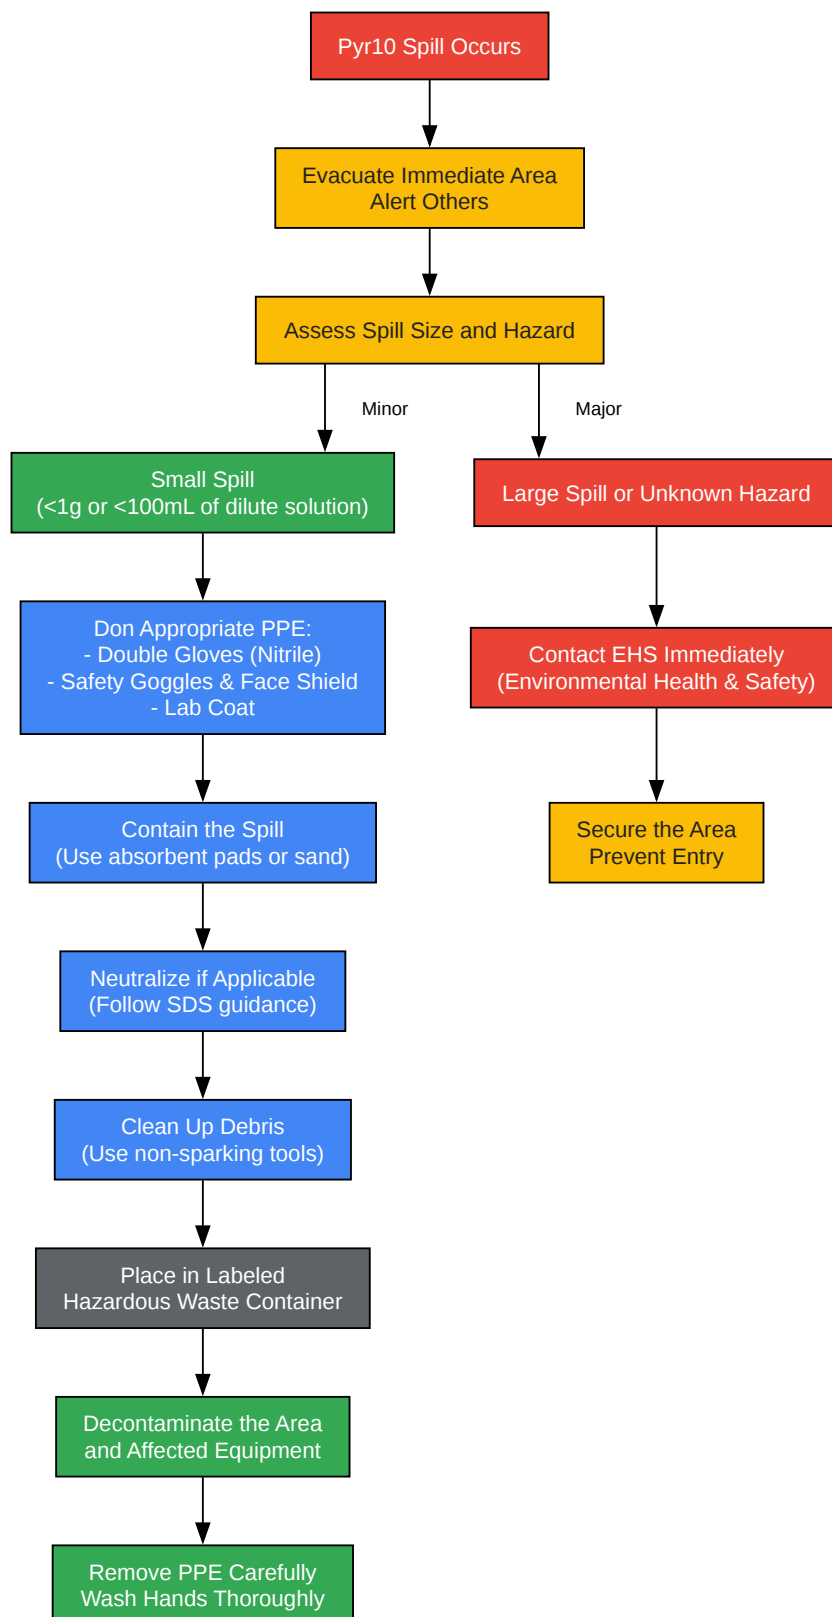 Pyr10 Spill Occurs
Evacuate Immediate Area
Alert Others
Assess Spill Size and Hazard
Minor
Major
Small Spill
(<1g or <100mL of dilute solution)
Large Spill or Unknown Hazard
Don Appropriate PPE:
- Double Gloves (Nitrile)
- Safety Goggles & Face Shield
- Lab Coat
Contact EHS Immediately
(Environmental Health & Safety)
Contain the Spill
(Use absorbent pads or sand)
Secure the Area
Prevent Entry
Neutralize if Applicable
(Follow SDS guidance)
Clean Up Debris
(Use non-sparking tools)
Place in Labeled
Hazardous Waste Container
Decontaminate the Area
and Affected Equipment
Remove PPE Carefully
Wash Hands Thoroughly